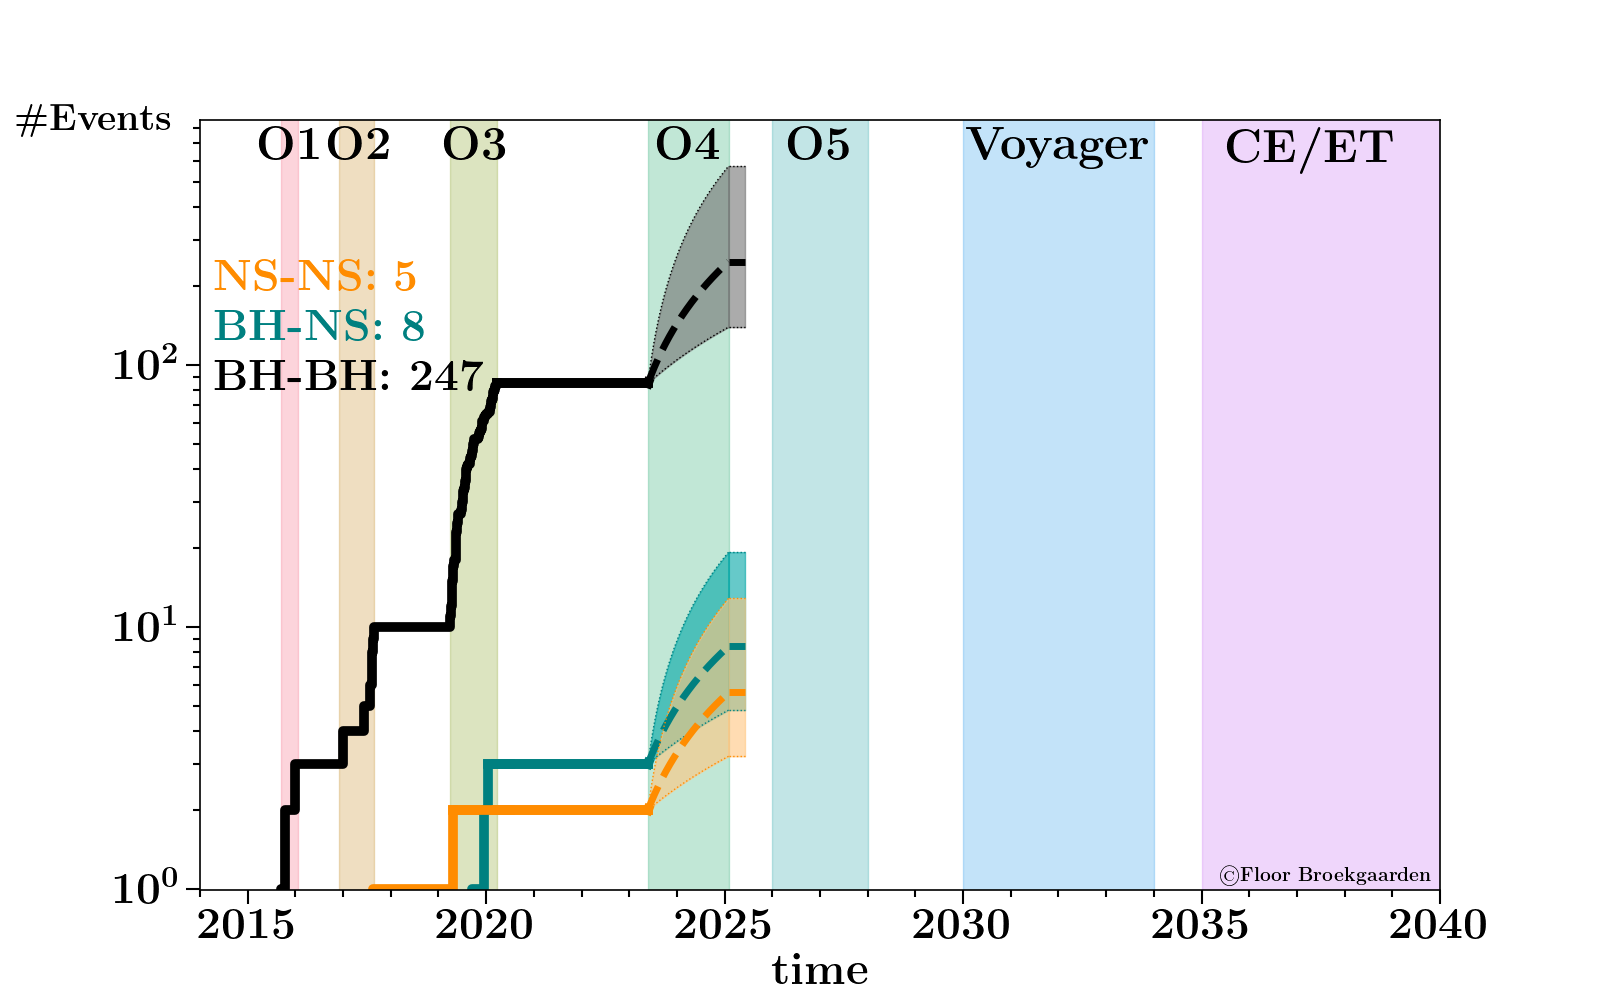 #Events
O1 O2 O3 O4 O5 Voyager CE/ET
NS-NS: 5
BH-NS: 8
BH-BH: 247
10²
10¹
10⁰
©Floor Broekgaarden
2015 2020 2025 2030 2035 2040
time